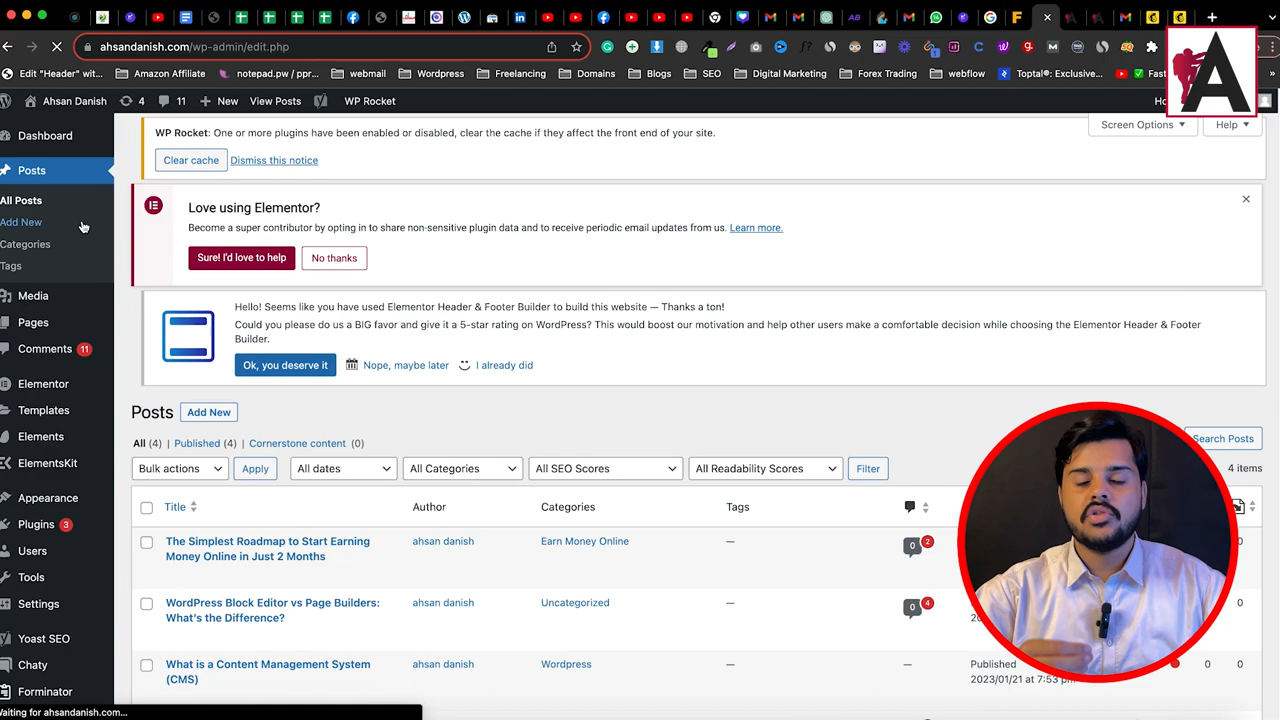 ahsandanish.com/wp-admin/edit.php
Edit "Header" wit... Amazon Affiliate notepad.pw / ppr... webmail Wordpress Freelancing Domains Blogs SEO Digital Marketing Forex Trading webflow Toptal®: Exclusive... Fast
Ahsan Danish 4 11 New View Posts WP Rocket
A
Dashboard
Posts
All Posts
Add New
Categories
Tags
Media
Pages
Comments 11
Elementor
Templates
Elements
ElementsKit
Appearance
Plugins 3
Users
Tools
Settings
Yoast SEO
Chaty
Forminator
Screen Options Help
WP Rocket: One or more plugins have been enabled or disabled, clear the cache if they affect the front end of your site.
Clear cache Dismiss this notice
Love using Elementor?
Become a super contributor by opting in to share non-sensitive plugin data and to receive periodic email updates from us. Learn more.
Sure! I'd love to help No thanks
Hello! Seems like you have used Elementor Header & Footer Builder to build this website — Thanks a ton!
Could you please do us a BIG favor and give it a 5-star rating on WordPress? This would boost our motivation and help other users make a comfortable decision while choosing the Elementor Header & Footer
Builder.
Ok, you deserve it Nope, maybe later I already did
Posts Add New
All (4) | Published (4) | Cornerstone content (0)
Search Posts
Bulk actions Apply All dates All Categories All SEO Scores All Readability Scores Filter
4 items
Title Author Categories Tags
The Simplest Roadmap to Start Earning
Money Online in Just 2 Months
ahsan danish Earn Money Online — 0 2 0
WordPress Block Editor vs Page Builders:
What's the Difference?
ahsan danish Uncategorized — 0 4 0
What is a Content Management System
(CMS)
ahsan danish Wordpress — — Published 0 0
2023/01/21 at 7:53
Waiting for ahsandanish.com...